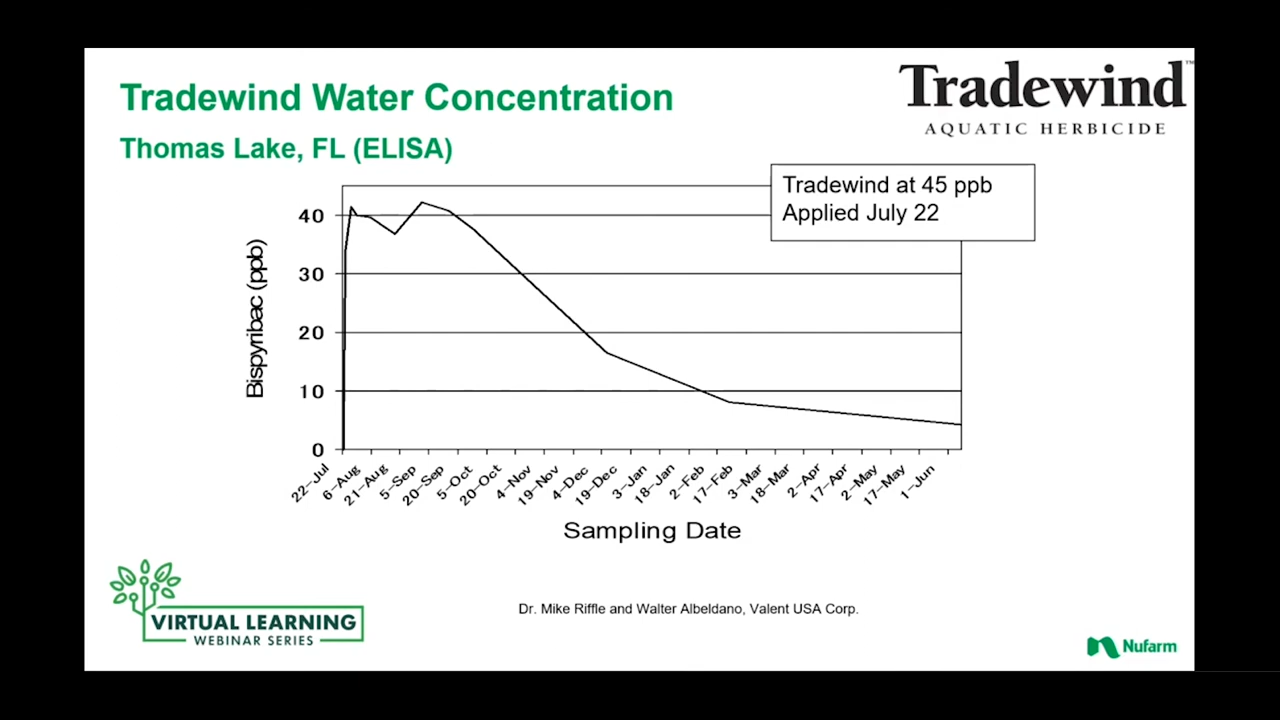 Tradewind Water Concentration
Thomas Lake, FL (ELISA)
Tradewind™
AQUATIC HERBICIDE
Tradewind at 45 ppb
Applied July 22
Bispyribac (ppb)
40
30
20
10
0
22-Jul
6-Aug
21-Aug
5-Sep
20-Sep
5-Oct
20-Oct
4-Nov
19-Nov
4-Dec
19-Dec
3-Jan
18-Jan
2-Feb
17-Feb
3-Mar
18-Mar
2-Apr
17-Apr
2-May
17-May
1-Jun
Sampling Date
Dr. Mike Riffle and Walter Albeldano, Valent USA Corp.
VIRTUAL LEARNING
WEBINAR SERIES
Nufarm